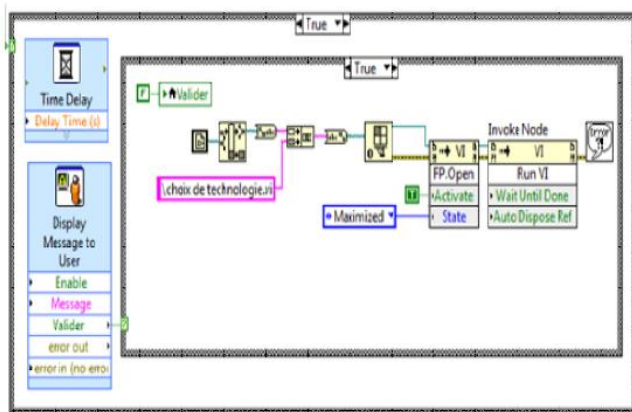 True
Time Delay
Delay Time (s)
True
F
Valider
Error
?!
Invoke Node
VI
VI
FP.Open
Run VI
\choix de technologie.vi
T
Activate
Wait Until Done
Maximized
State
Auto Dispose Ref
Display
Message to
User
Enable
Message
Valider
error out
error in (no erro